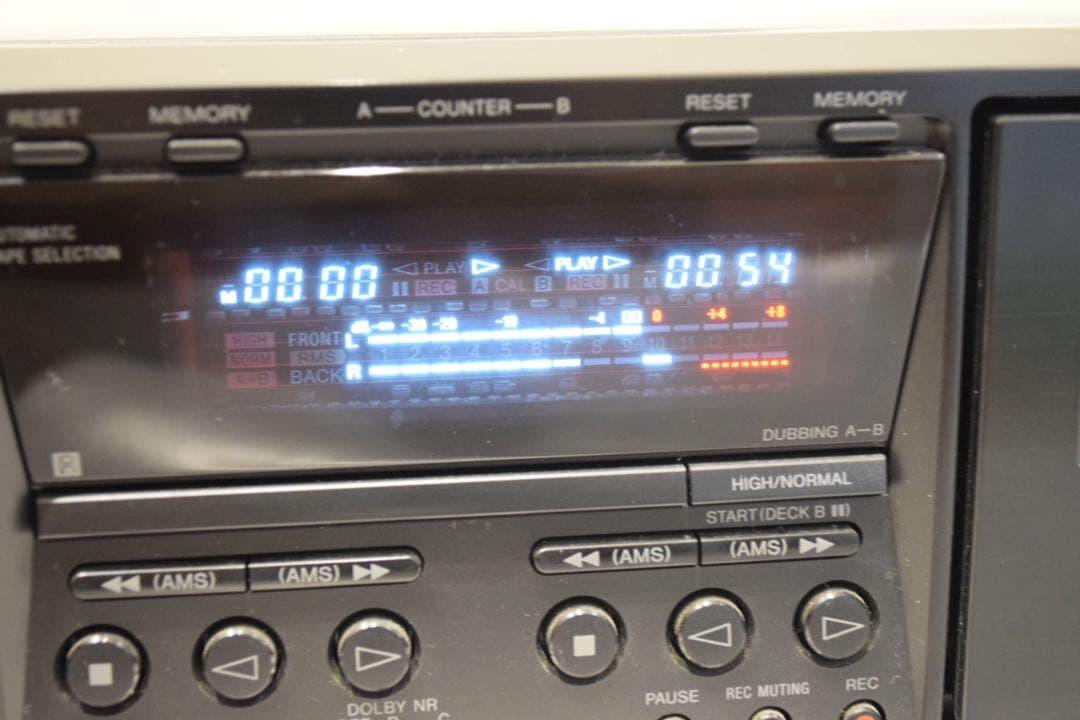 RESET MEMORY A — COUNTER — B RESET MEMORY
AUTOMATIC
TAPE SELECTION
M 00 00 ◁ PLAY ▷ ◁ PLAY ▷ M 00 54
REC A CAL B REC
dB -∞ -30 -20 -10 -4 0 +4 +8
HIGH FRONT L
NORM RMS 1 2 3 4 5 6 7 8 9 10 11 12 13 14
A+B BACK R
DUBBING A—B
R
HIGH/NORMAL
START (DECK B II)
◀◀ (AMS) (AMS) ▶▶ ◀◀ (AMS) (AMS) ▶▶
DOLBY NR
PAUSE REC MUTING REC
C